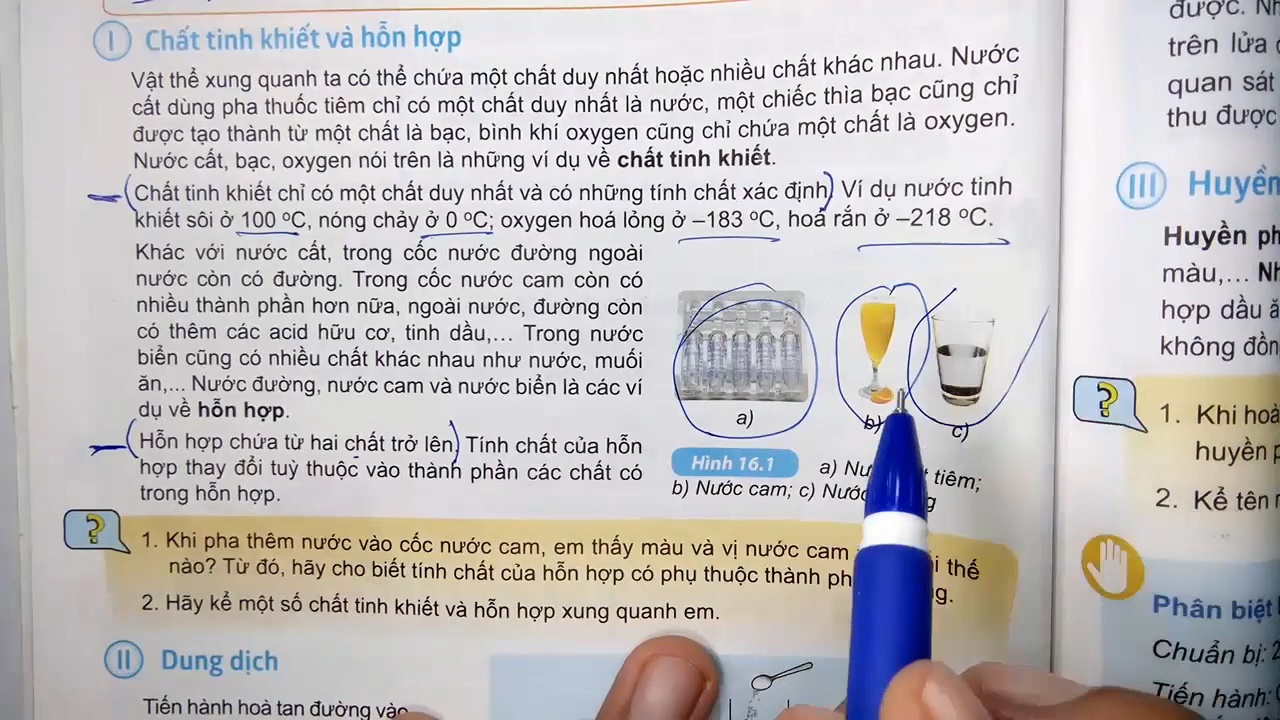 I Chất tinh khiết và hỗn hợp
Vật thể xung quanh ta có thể chứa một chất duy nhất hoặc nhiều chất khác nhau. Nước
cất dùng pha thuốc tiêm chỉ có một chất duy nhất là nước, một chiếc thìa bạc cũng chỉ
được tạo thành từ một chất là bạc, bình khí oxygen cũng chỉ chứa một chất là oxygen.
Nước cất, bạc, oxygen nói trên là những ví dụ về chất tinh khiết.
Chất tinh khiết chỉ có một chất duy nhất và có những tính chất xác định. Ví dụ nước tinh
khiết sôi ở 100 ºC, nóng chảy ở 0 ºC; oxygen hoá lỏng ở –183 ºC, hoá rắn ở –218 ºC.
Khác với nước cất, trong cốc nước đường ngoài
nước còn có đường. Trong cốc nước cam còn có
nhiều thành phần hơn nữa, ngoài nước, đường còn
có thêm các acid hữu cơ, tinh dầu,... Trong nước
biển cũng có nhiều chất khác nhau như nước, muối
ăn,... Nước đường, nước cam và nước biển là các ví
dụ về hỗn hợp.
Hỗn hợp chứa từ hai chất trở lên. Tính chất của hỗn
hợp thay đổi tuỳ thuộc vào thành phần các chất có
trong hỗn hợp.
a)
b)
c)
Hình 16.1
a) tiêm;
b) Nước cam; c)
?
1. Khi pha thêm nước vào cốc nước cam, em thấy màu và vị nước cam thế
nào? Từ đó, hãy cho biết tính chất của hỗn hợp có phụ thuộc thành
2. Hãy kể một số chất tinh khiết và hỗn hợp xung quanh em.
II Dung dịch
Tiến hành hoà tan đường vào
được.
trên lửa
quan sát
thu được
III Huyền
Huyền
màu,...
hợp dầu
không đồng
?
1. Khi
huyền
2. Kể tên
Phân biệt
Chuẩn bị:
Tiến hành: